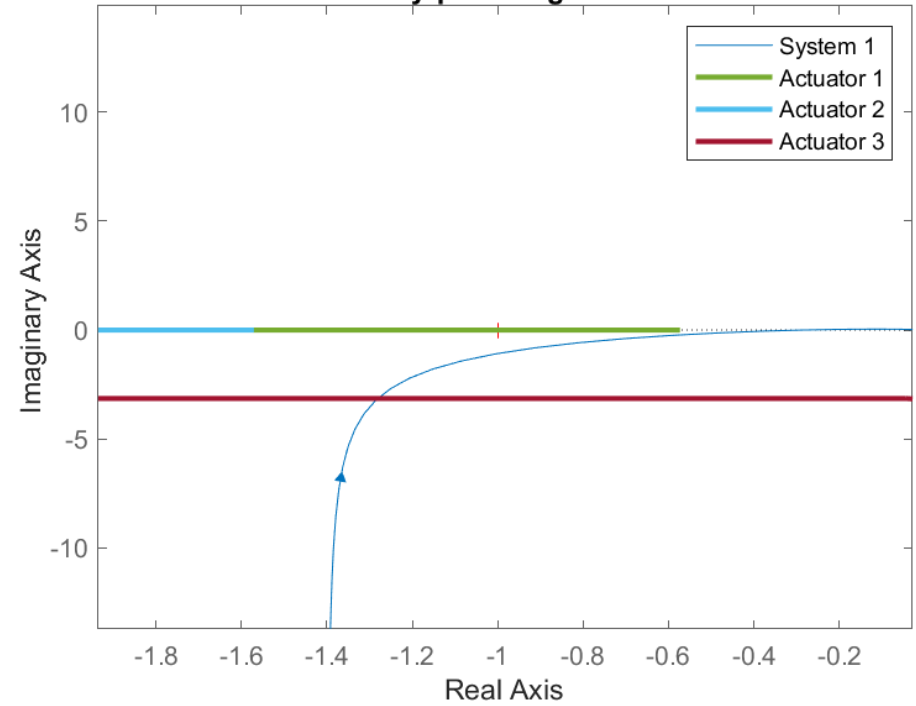 System 1
Actuator 1
Actuator 2
Actuator 3
10
5
0
-5
-10
Imaginary Axis
-1.8
-1.6
-1.4
-1.2
-1
-0.8
-0.6
-0.4
-0.2
Real Axis